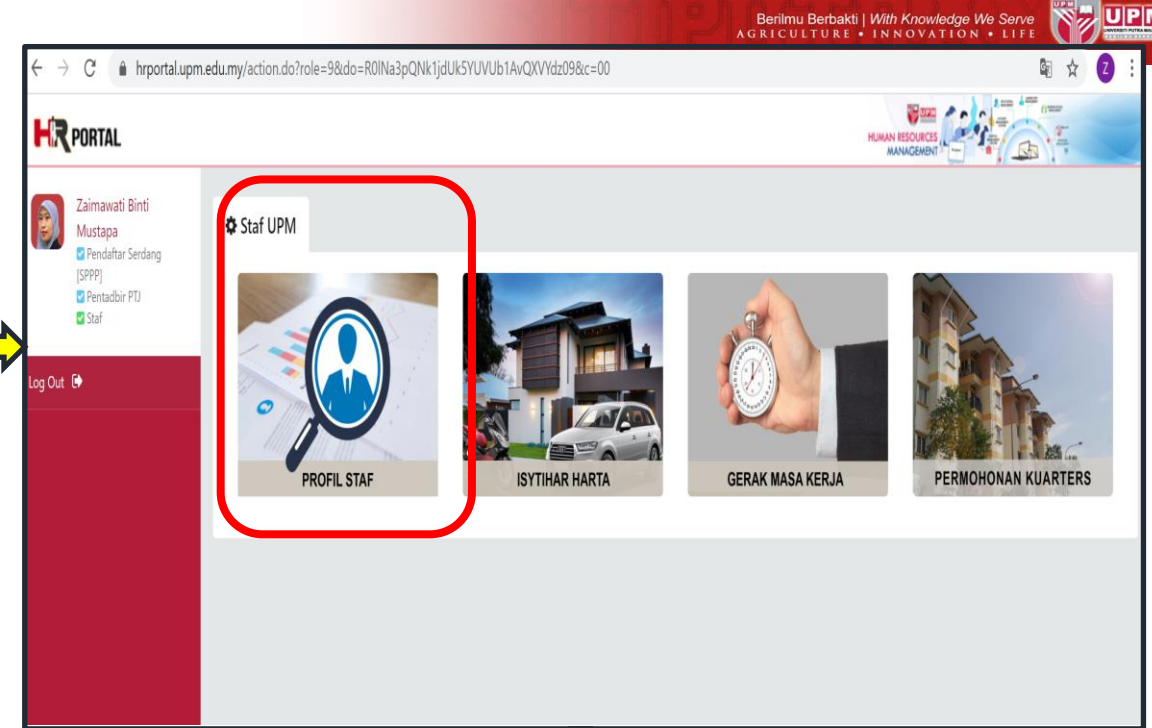 Berilmu Berbakti | With Knowledge We Serve
AGRICULTURE • INNOVATION • LIFE
UPM
UPM
hrportal.upm.edu.my/action.do?role=9&do=R0lNa3pQNk1jdUk5YUVUb1AvQXVYdz09&c=00
Z
HR PORTAL
UPM
HUMAN RESOURCES
MANAGEMENT
Zaimawati Binti
Mustapa
Pendaftar Serdang
[SPPP]
Pentadbir PTJ
Staf
Log Out
Staf UPM
PROFIL STAF
ISYTIHAR HARTA
GERAK MASA KERJA
PERMOHONAN KUARTERS